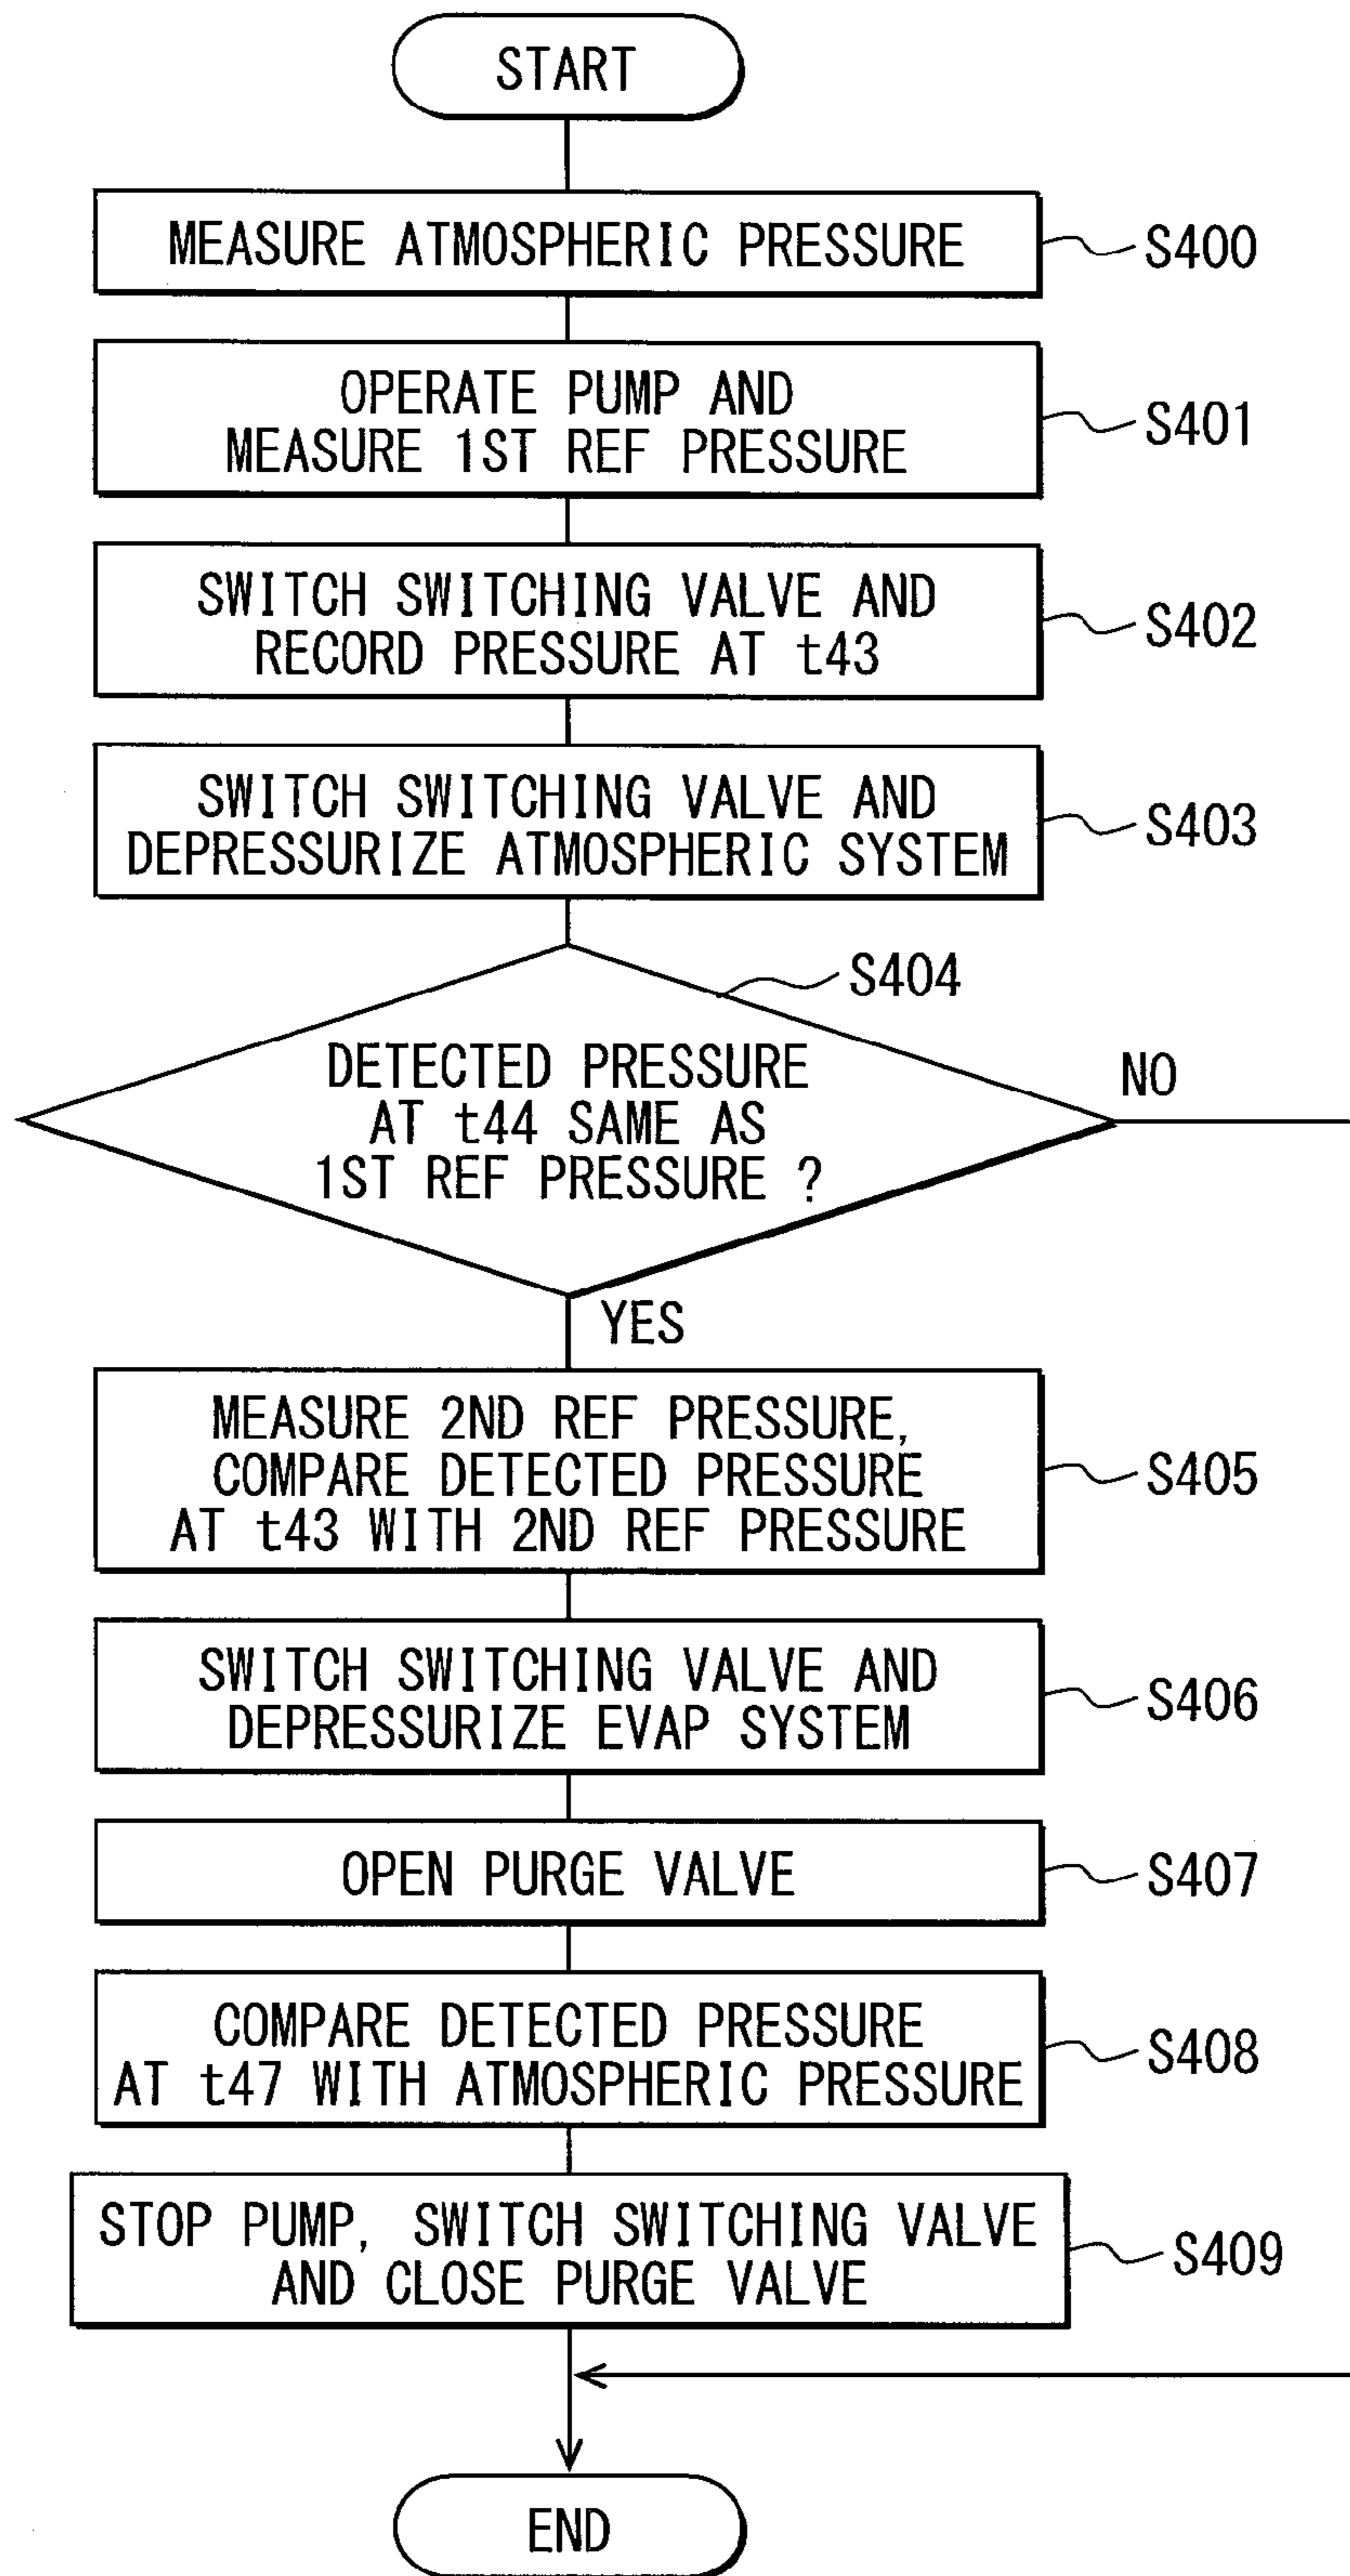 START
MEASURE ATMOSPHERIC PRESSURE
S400
OPERATE PUMP AND
MEASURE 1ST REF PRESSURE
S401
SWITCH SWITCHING VALVE AND
RECORD PRESSURE AT t43
S402
SWITCH SWITCHING VALVE AND
DEPRESSURIZE ATMOSPHERIC SYSTEM
S403
S404
DETECTED PRESSURE
AT t44 SAME AS
1ST REF PRESSURE ?
NO
YES
MEASURE 2ND REF PRESSURE,
COMPARE DETECTED PRESSURE
AT t43 WITH 2ND REF PRESSURE
S405
SWITCH SWITCHING VALVE AND
DEPRESSURIZE EVAP SYSTEM
S406
OPEN PURGE VALVE
S407
COMPARE DETECTED PRESSURE
AT t47 WITH ATMOSPHERIC PRESSURE
S408
STOP PUMP, SWITCH SWITCHING VALVE
AND CLOSE PURGE VALVE
S409
END